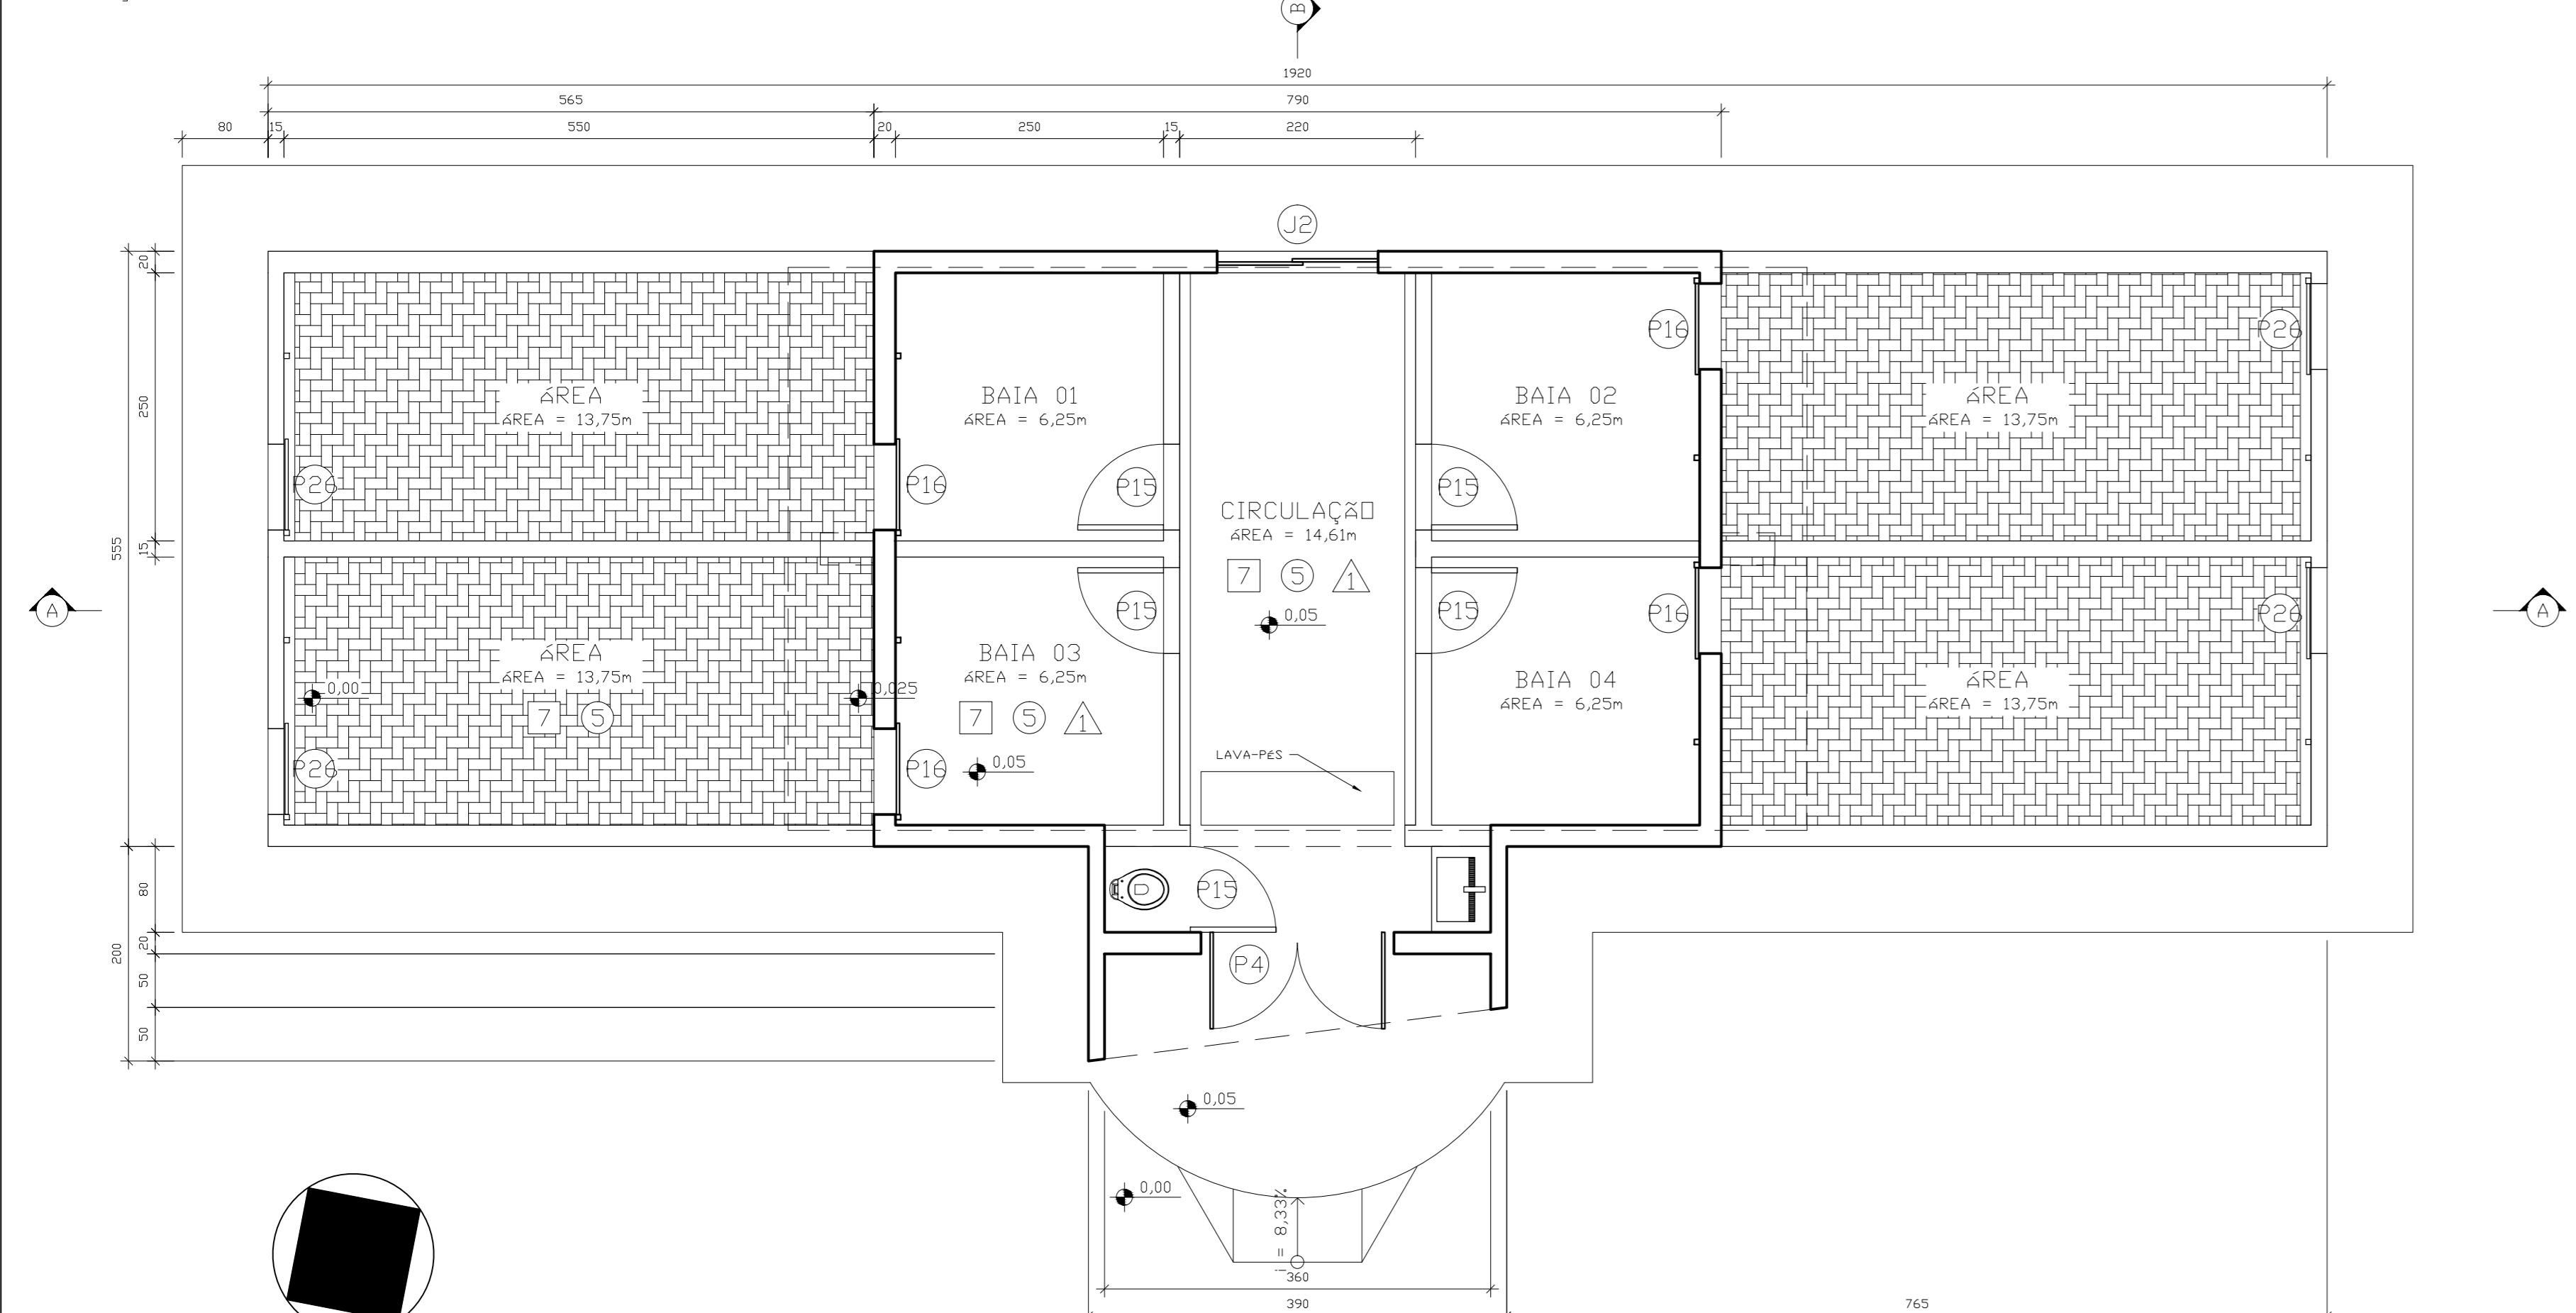 B
1920
565
790
80
15
550
20
250
15
220
J2
20
250
555
15
ÁREA
ÁREA = 13,75m
P26
BAIA 01
ÁREA = 6,25m
P16
P15
CIRCULAÇÃO
ÁREA = 14,61m
7
5
1
0,05
BAIA 02
ÁREA = 6,25m
P16
P15
ÁREA
ÁREA = 13,75m
P26
A
A
ÁREA
ÁREA = 13,75m
0,00
0,025
7
5
P26
P15
BAIA 03
ÁREA = 6,25m
7
5
1
P16
0,05
LAVA-PÉS
P15
P16
BAIA 04
ÁREA = 6,25m
ÁREA
ÁREA = 13,75m
P26
80
20
200
50
50
P15
P4
0,05
0,00
i = 8,33%
360
390
765